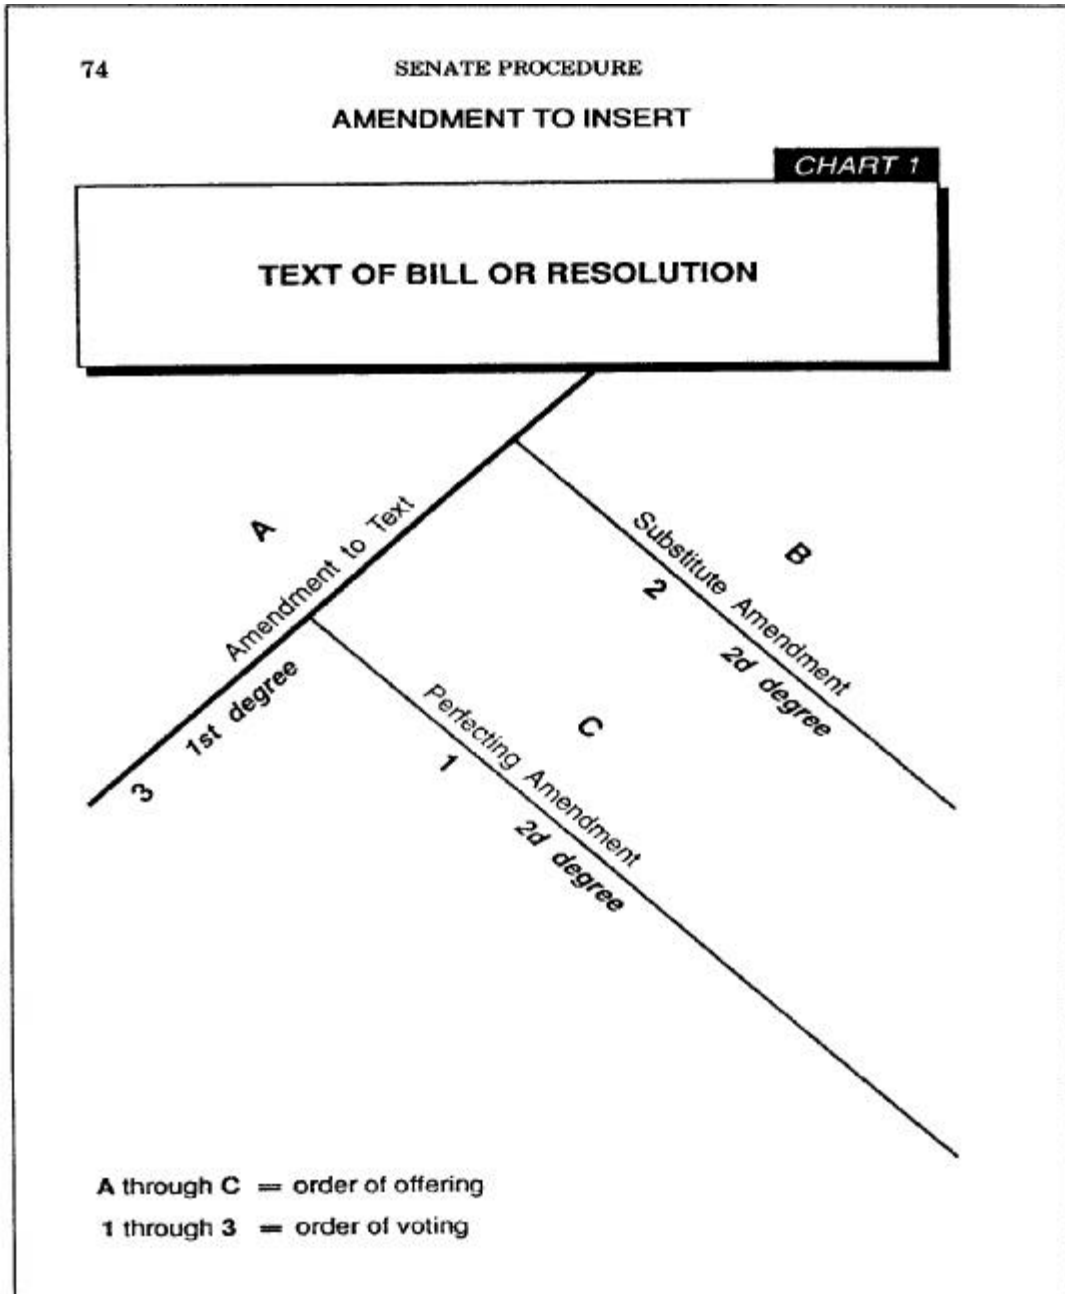 74
SENATE PROCEDURE
AMENDMENT TO INSERT
CHART 1
TEXT OF BILL OR RESOLUTION
A
Amendment to Text
1st degree
3
B
Substitute Amendment
2
2d degree
C
Perfecting Amendment
1
2d degree
A through C = order of offering
1 through 3 = order of voting